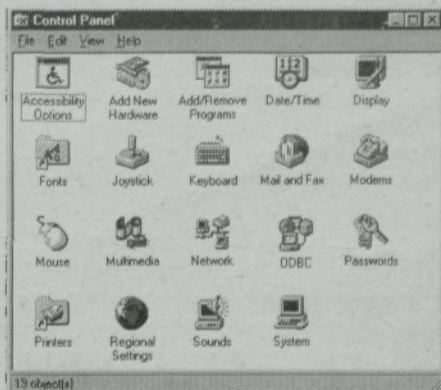 Control Panel
File Edit View Help
Accessibility Options
Add New Hardware
Add/Remove Programs
Date/Time
Display
Fonts
Joystick
Keyboard
Mail and Fax
Modems
Mouse
Multimedia
Network
ODBC
Passwords
Printers
Regional Settings
Sounds
System
19 object(s)